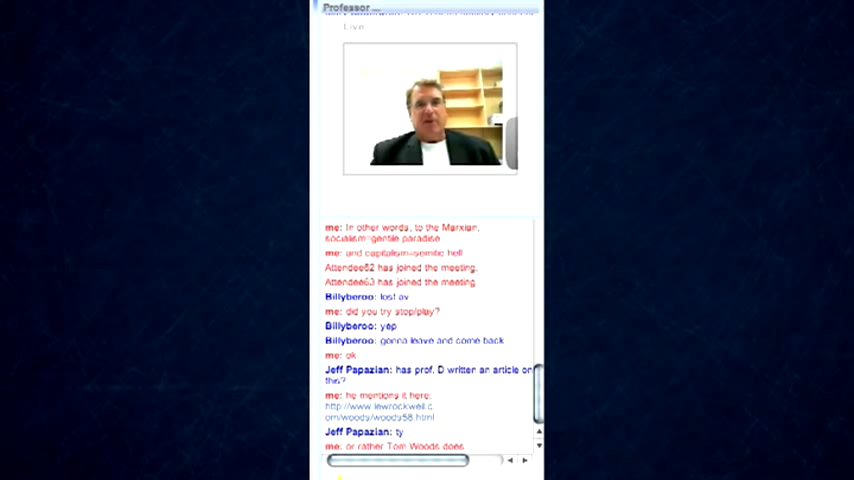 Professor ...
Live
me: In other words, to the Marxian,
socialism=gentile paradise
me: and capitalism=semitic hell
Attendee62 has joined the meeting.
Attendee63 has joined the meeting.
Billyberoo: lost av
me: did you try stop/play?
Billyberoo: yep
Billyberoo: gonna leave and come back
me: ok
Jeff Papazian: has prof. D written an article on
this?
me: he mentions it here:
http://www.lewrockwell.c
om/woods/woods58.html
Jeff Papazian: ty
me: or rather Tom Woods does